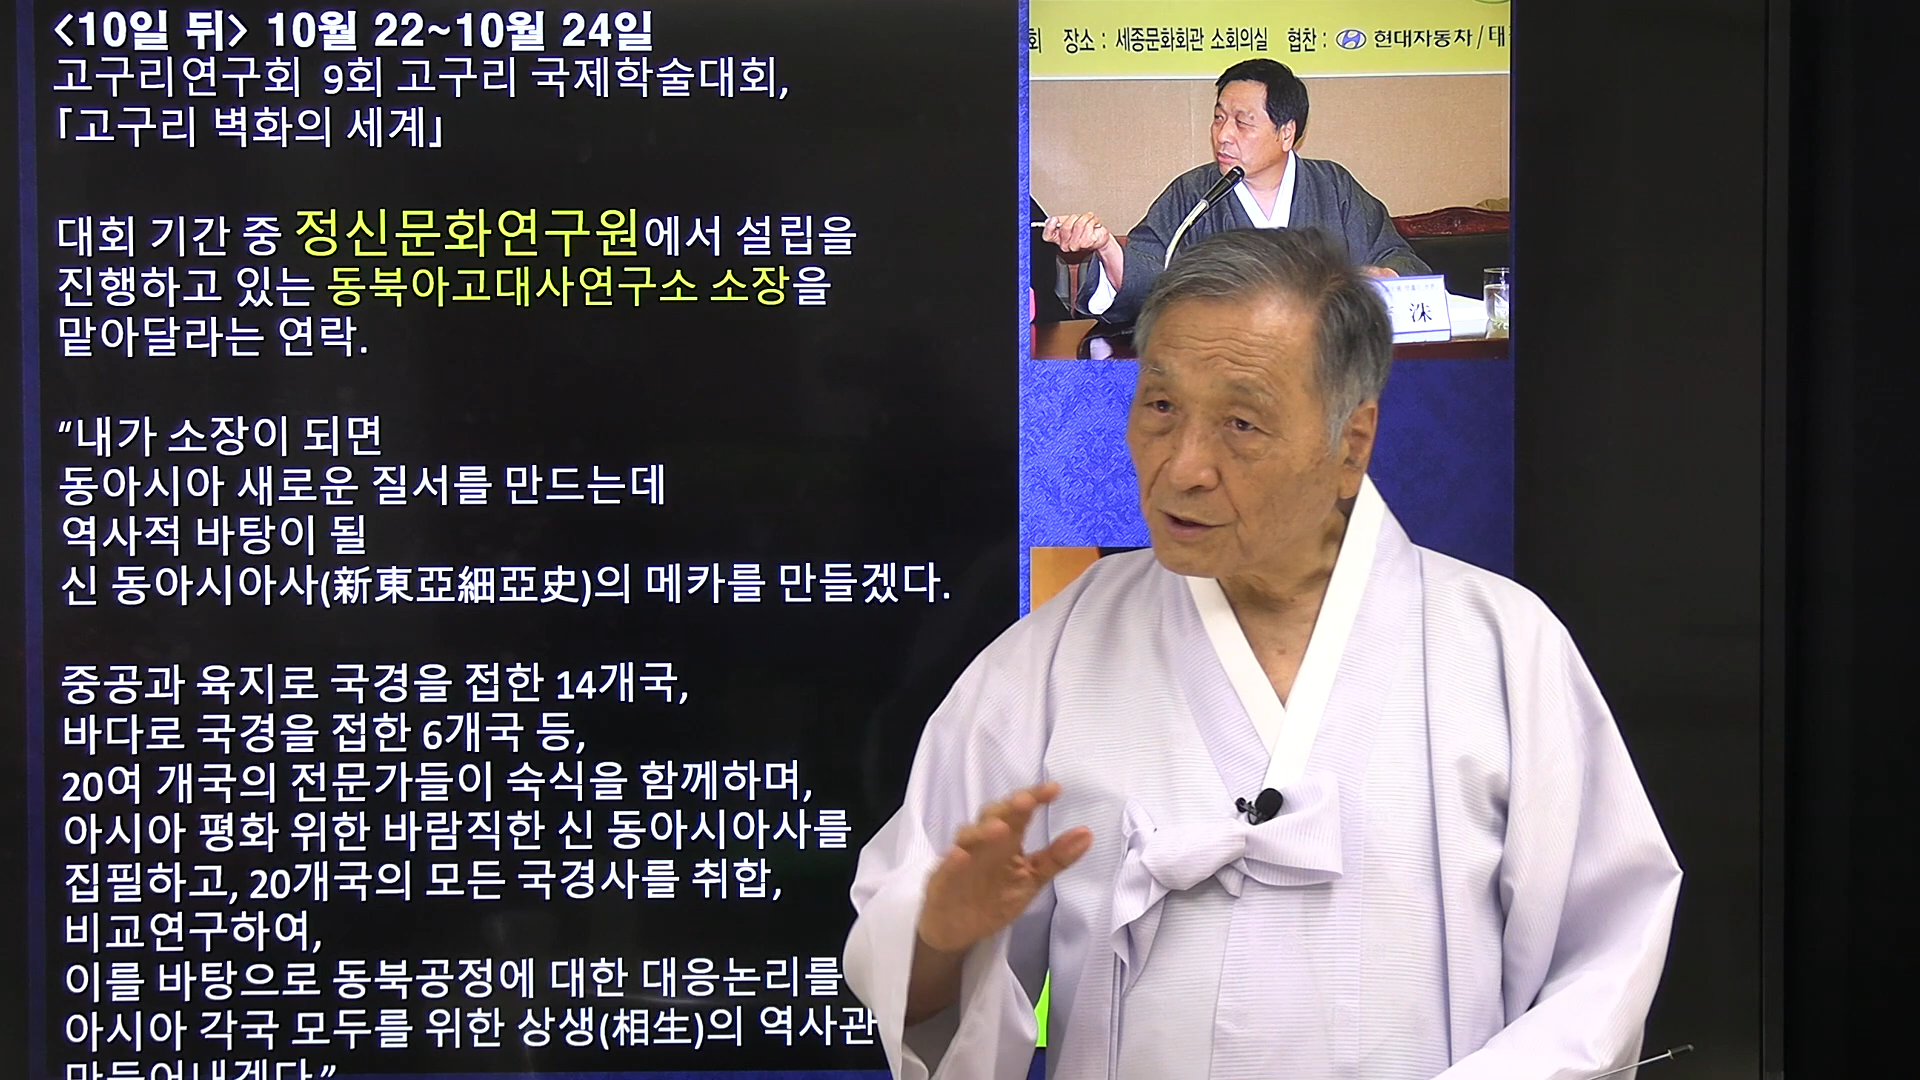 <10일 뒤> 10월 22~10월 24일
고구리연구회 9회 고구리 국제학술대회,
「고구리 벽화의 세계」
대회 기간 중 정신문화연구원에서 설립을
진행하고 있는 동북아고대사연구소 소장을
맡아달라는 연락.
"내가 소장이 되면
동아시아 새로운 질서를 만드는데
역사적 바탕이 될
신 동아시아사(新東亞細亞史)의 메카를 만들겠다.
중공과 육지로 국경을 접한 14개국,
바다로 국경을 접한 6개국 등,
20여 개국의 전문가들이 숙식을 함께하며,
아시아 평화 위한 바람직한 신 동아시아사를
집필하고, 20개국의 모든 국경사를 취합,
비교연구하여,
이를 바탕으로 동북공정에 대한 대응논리를
아시아 각국 모두를 위한 상생(相生)의 역사관
만들어내겠다."
회 장소 : 세종문화회관 소회의실 협찬 : 현대자동차/태
洙